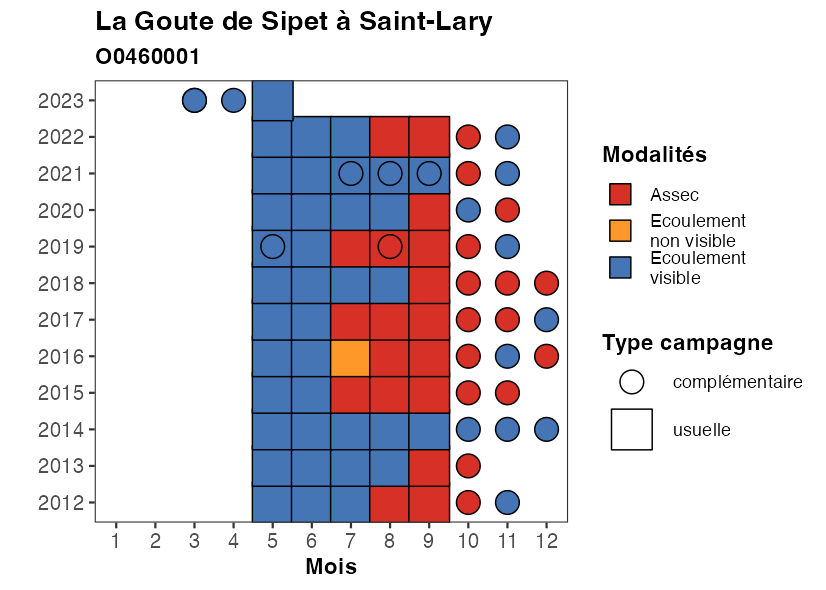 La Goute de Sipet à Saint-Lary
O0460001
2023
2022
2021
2020
2019
2018
2017
2016
2015
2014
2013
2012
1 2 3 4 5 6 7 8 9 10 11 12
Mois
Modalités
Assec
Ecoulement
non visible
Ecoulement
visible
Type campagne
complémentaire
usuelle